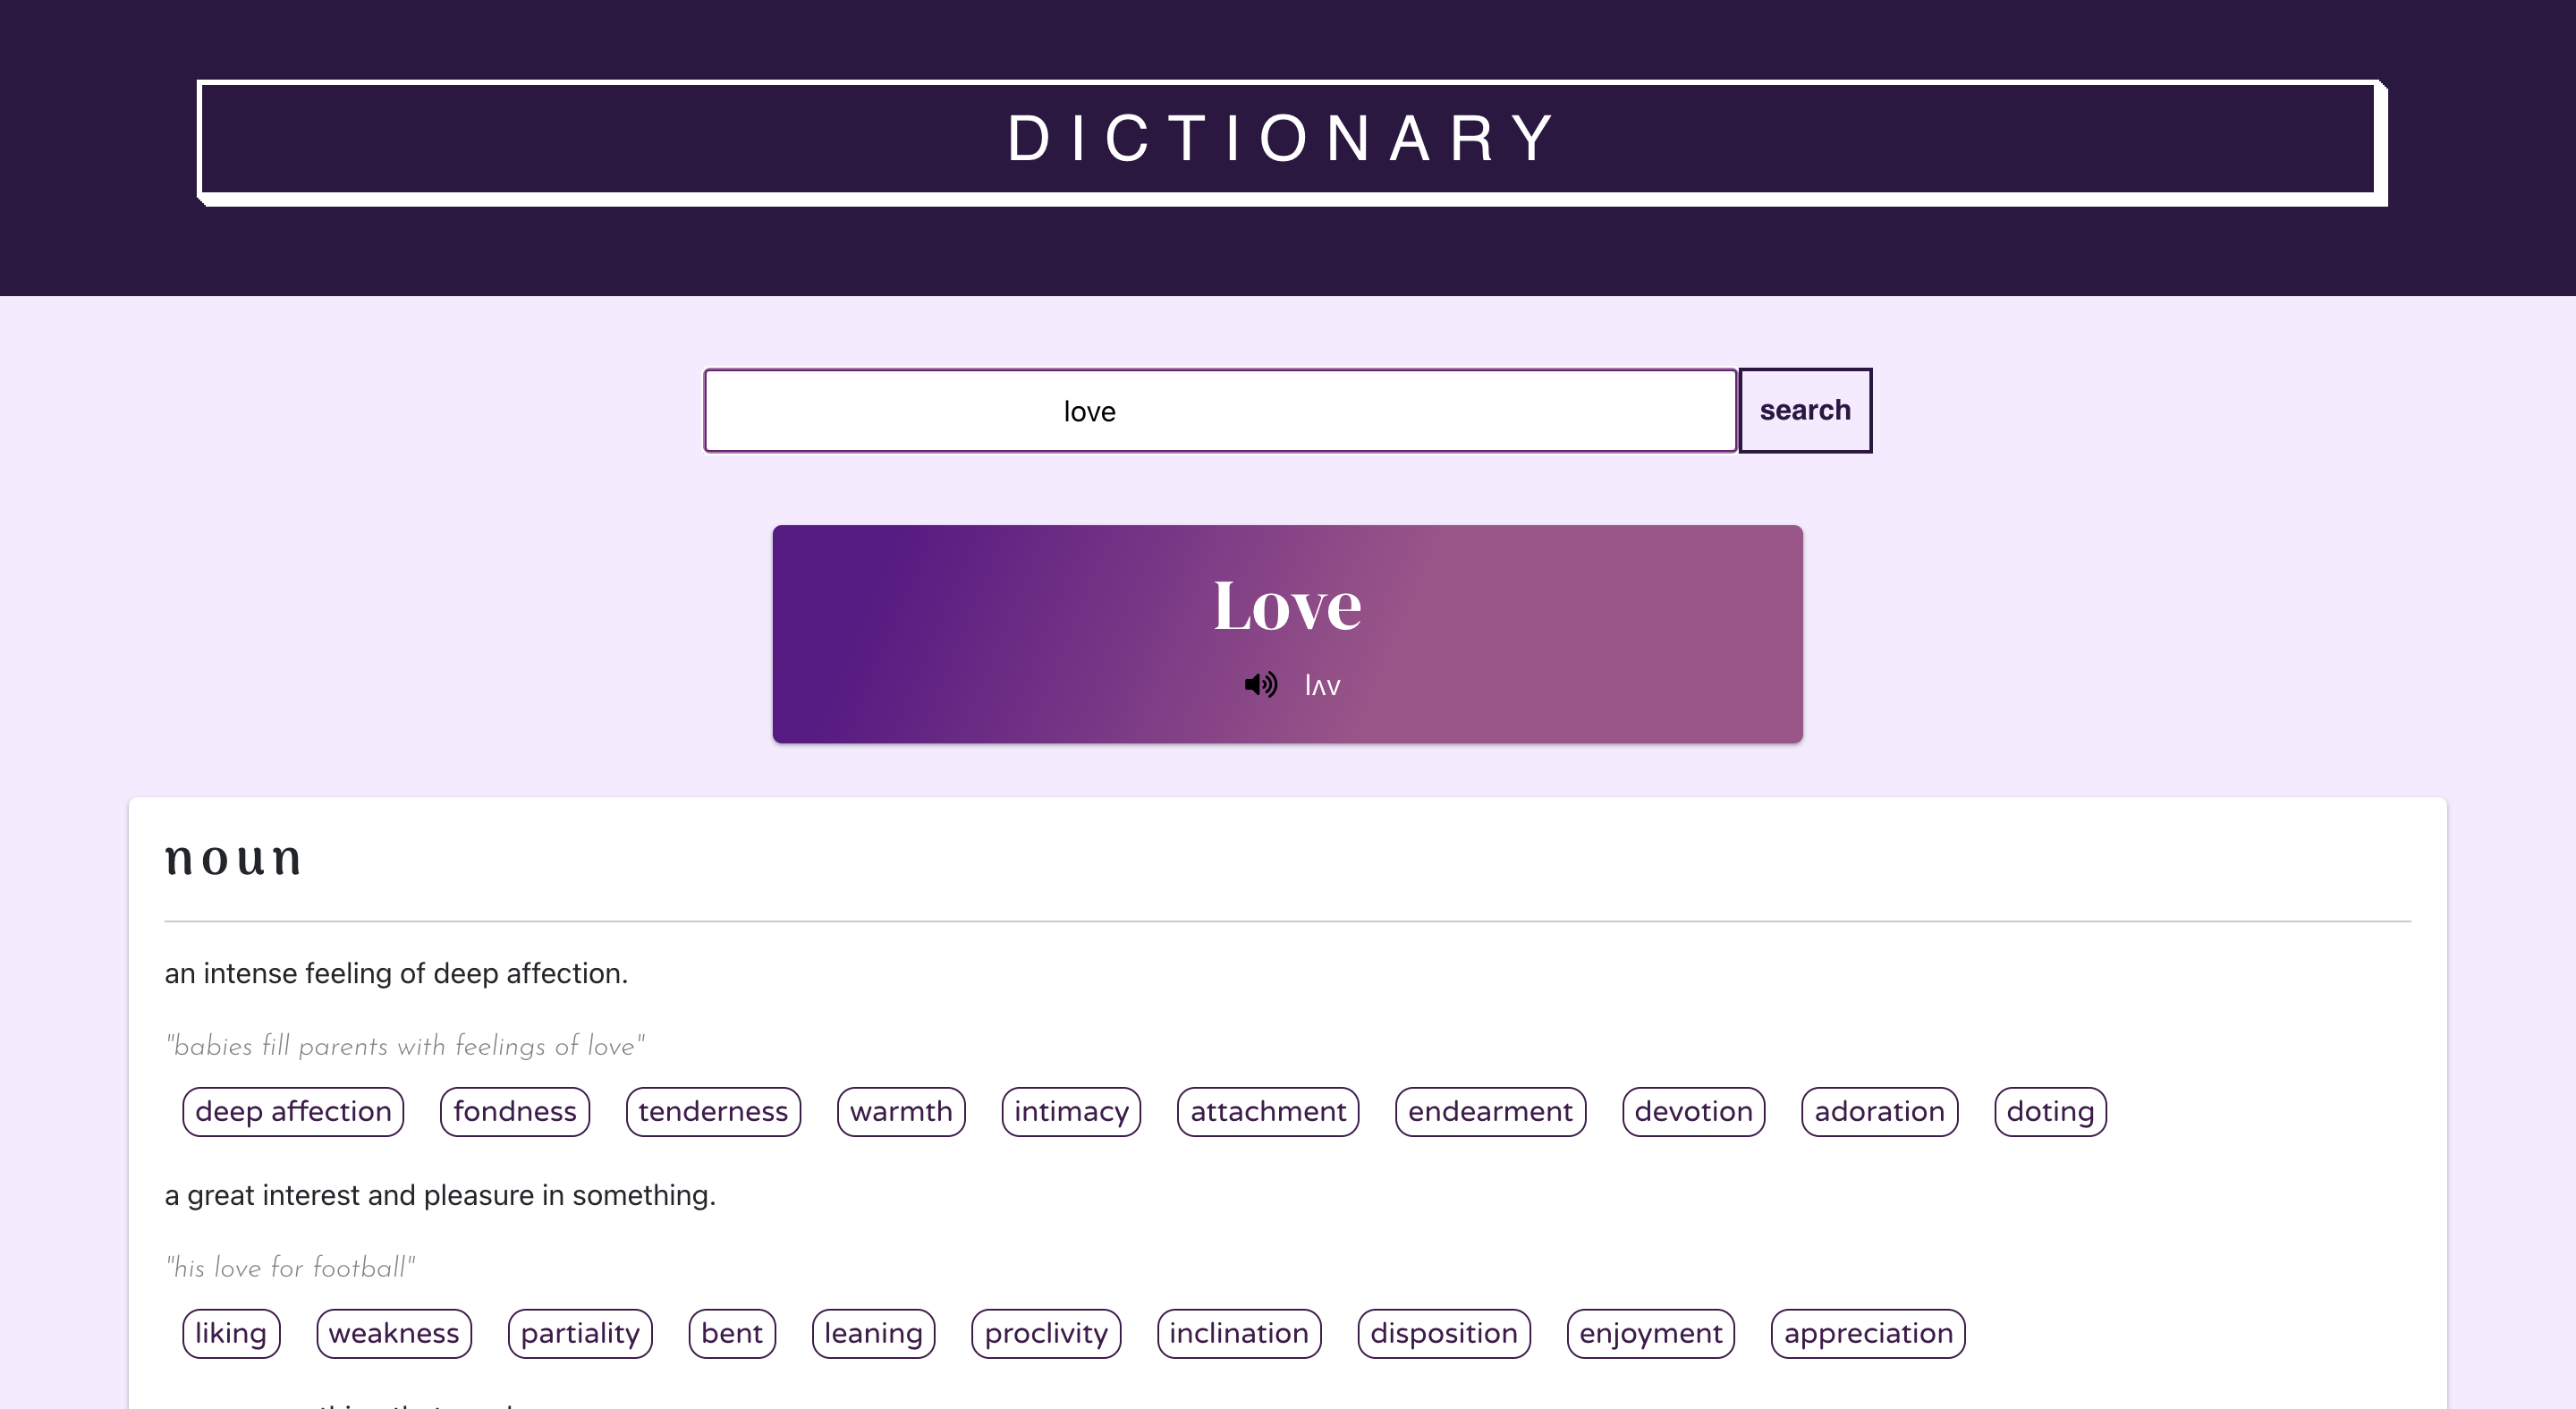 DICTIONARY
love
search
Love
lʌv
noun
an intense feeling of deep affection.
"babies fill parents with feelings of love"
deep affection fondness tenderness warmth intimacy attachment endearment devotion adoration doting
a great interest and pleasure in something.
"his love for football"
liking weakness partiality bent leaning proclivity inclination disposition enjoyment appreciation